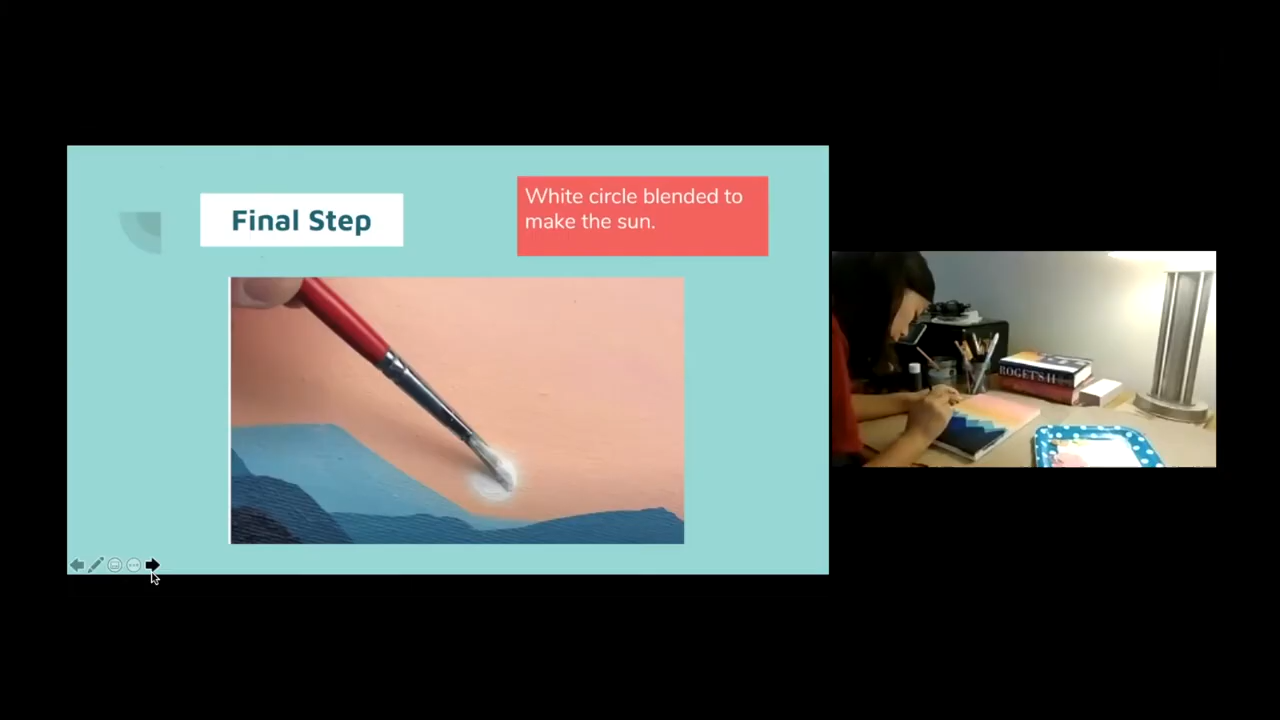 Final Step
White circle blended to
make the sun.
ROGET'S II